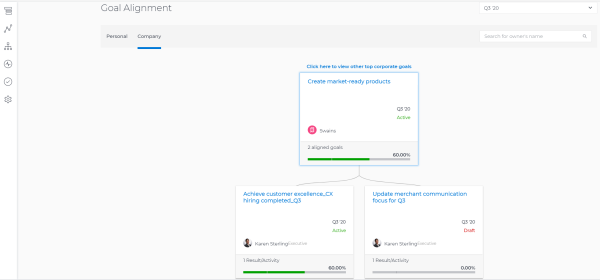 Goal Alignment
Q3 '20
Personal
Company
Search for owner's name
Click here to view other top corporate goals
Create market-ready products
Q3 '20
Active
Swains
2 aligned goals
60.00%
Achieve customer excellence_CX
hiring completed_Q3
Q3 '20
Active
Karen Sterling Executive
1 Result/Activity
60.00%
Update merchant communication
focus for Q3
Q3 '20
Draft
Karen Sterling Executive
1 Result/Activity
0.00%